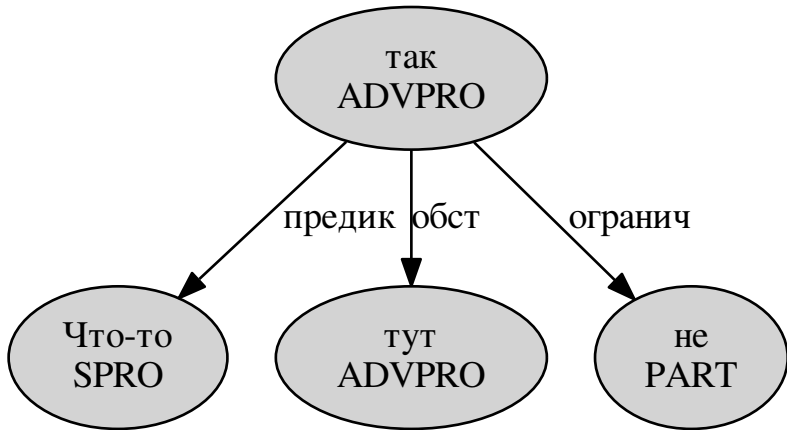 так
ADVPRO
предик обст огранич
Что-то
SPRO
тут
ADVPRO
не
PART